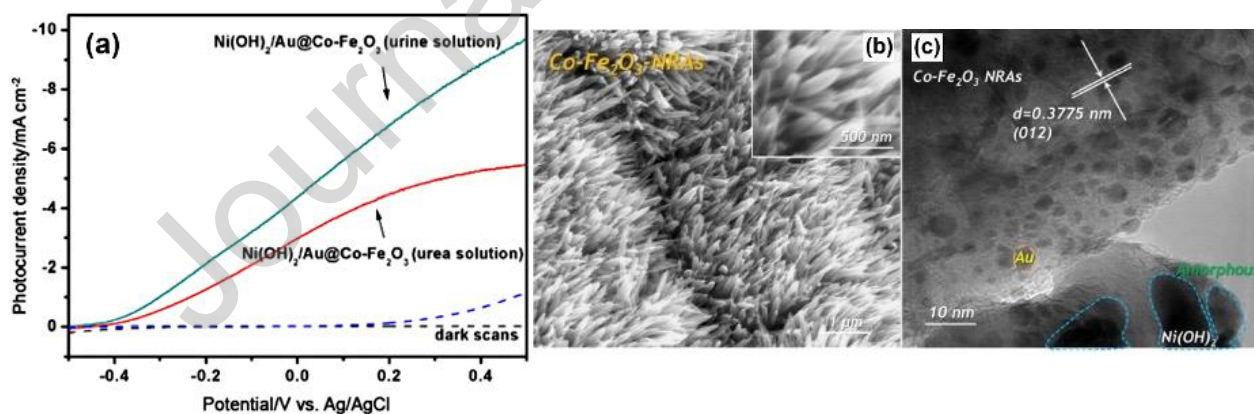 Journa
(a)
-10
-8
-6
-4
-2
0
Photocurrent density/mA cm⁻²
Ni(OH)₂/Au@Co-Fe₂O₃ (urine solution)
Ni(OH)₂/Au@Co-Fe₂O₃ (urea solution)
dark scans
-0.4
-0.2
0.0
0.2
0.4
Potential/V vs. Ag/AgCl
(b)
Co-Fe₂O₃-NRAs
500 nm
1 μm
(c)
Co-Fe₂O₃ NRAs
d=0.3775 nm
(012)
Au
Amorphous
10 nm
Ni(OH)₂